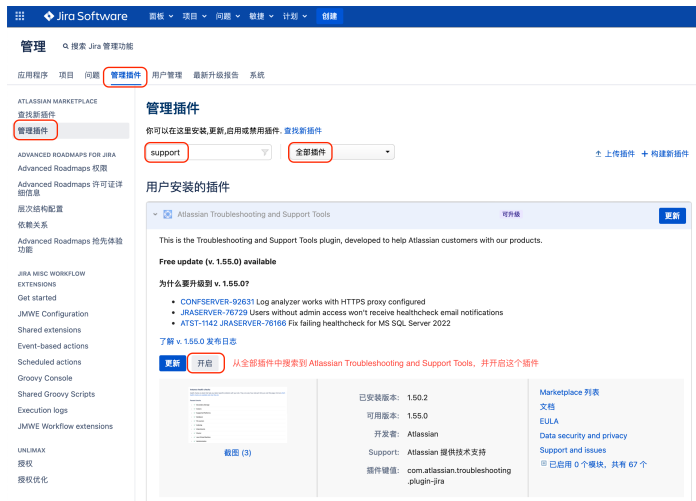 Jira Software 面板 项目 问题 敏捷 计划 创建
管理 搜索 Jira 管理功能
应用程序 项目 问题 管理插件 用户管理 最新升级报告 系统
ATLASSIAN MARKETPLACE
查找新插件
管理插件
ADVANCED ROADMAPS FOR JIRA
Advanced Roadmaps 权限
Advanced Roadmaps 许可证详
细信息
层次结构配置
依赖关系
Advanced Roadmaps 抢先体验
功能
JIRA MISC WORKFLOW
EXTENSIONS
Get started
JMWE Configuration
Shared extensions
Event-based actions
Scheduled actions
Groovy Console
Shared Groovy Scripts
Execution logs
JMWE Workflow extensions
UNLIMAX
授权
授权优化
管理插件
你可以在这里安装,更新,启用或禁用插件. 查找新插件
support 全部插件 上传插件 + 构建新插件
用户安装的插件
Atlassian Troubleshooting and Support Tools 可升级 更新
This is the Troubleshooting and Support Tools plugin, developed to help Atlassian customers with our products.
Free update (v. 1.55.0) available
为什么要升级到 v. 1.55.0?
• CONFSERVER-92631 Log analyzer works with HTTPS proxy configured
• JRASERVER-76729 Users without admin access won't receive healthcheck email notifications
• ATST-1142 JRASERVER-76166 Fix failing healthcheck for MS SQL Server 2022
了解 v. 1.55.0 发布日志
更新 开启 从全部插件中搜索到 Atlassian Troubleshooting and Support Tools，并开启这个插件
截图 (3)
已安装版本: 1.50.2
可用版本: 1.55.0
开发者: Atlassian
Support: Atlassian 提供技术支持
插件键值: com.atlassian.troubleshooting
.plugin-jira
Marketplace 列表
文档
EULA
Data security and privacy
Support and issues
已启用 0 个模块，共有 67 个